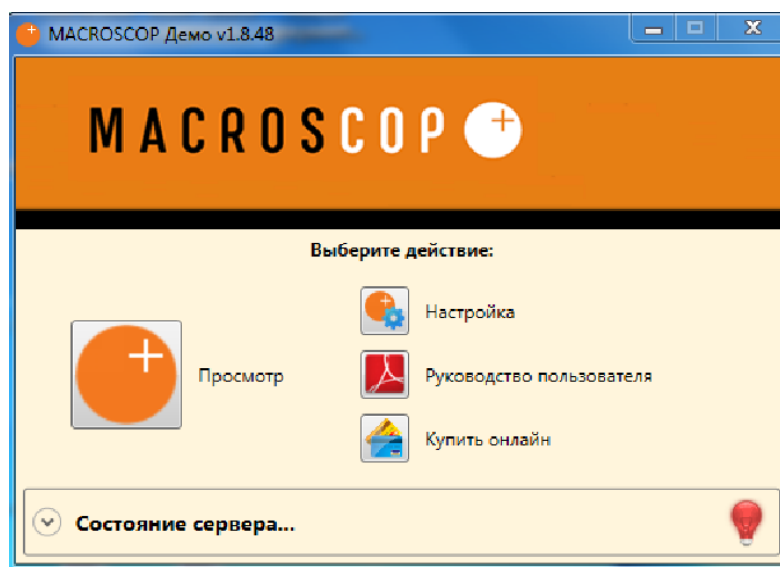 MACROSCOP Демо v1.8.48
MACROSCOP
Выберите действие:
Настройка
Просмотр
Руководство пользователя
Купить онлайн
Состояние сервера...